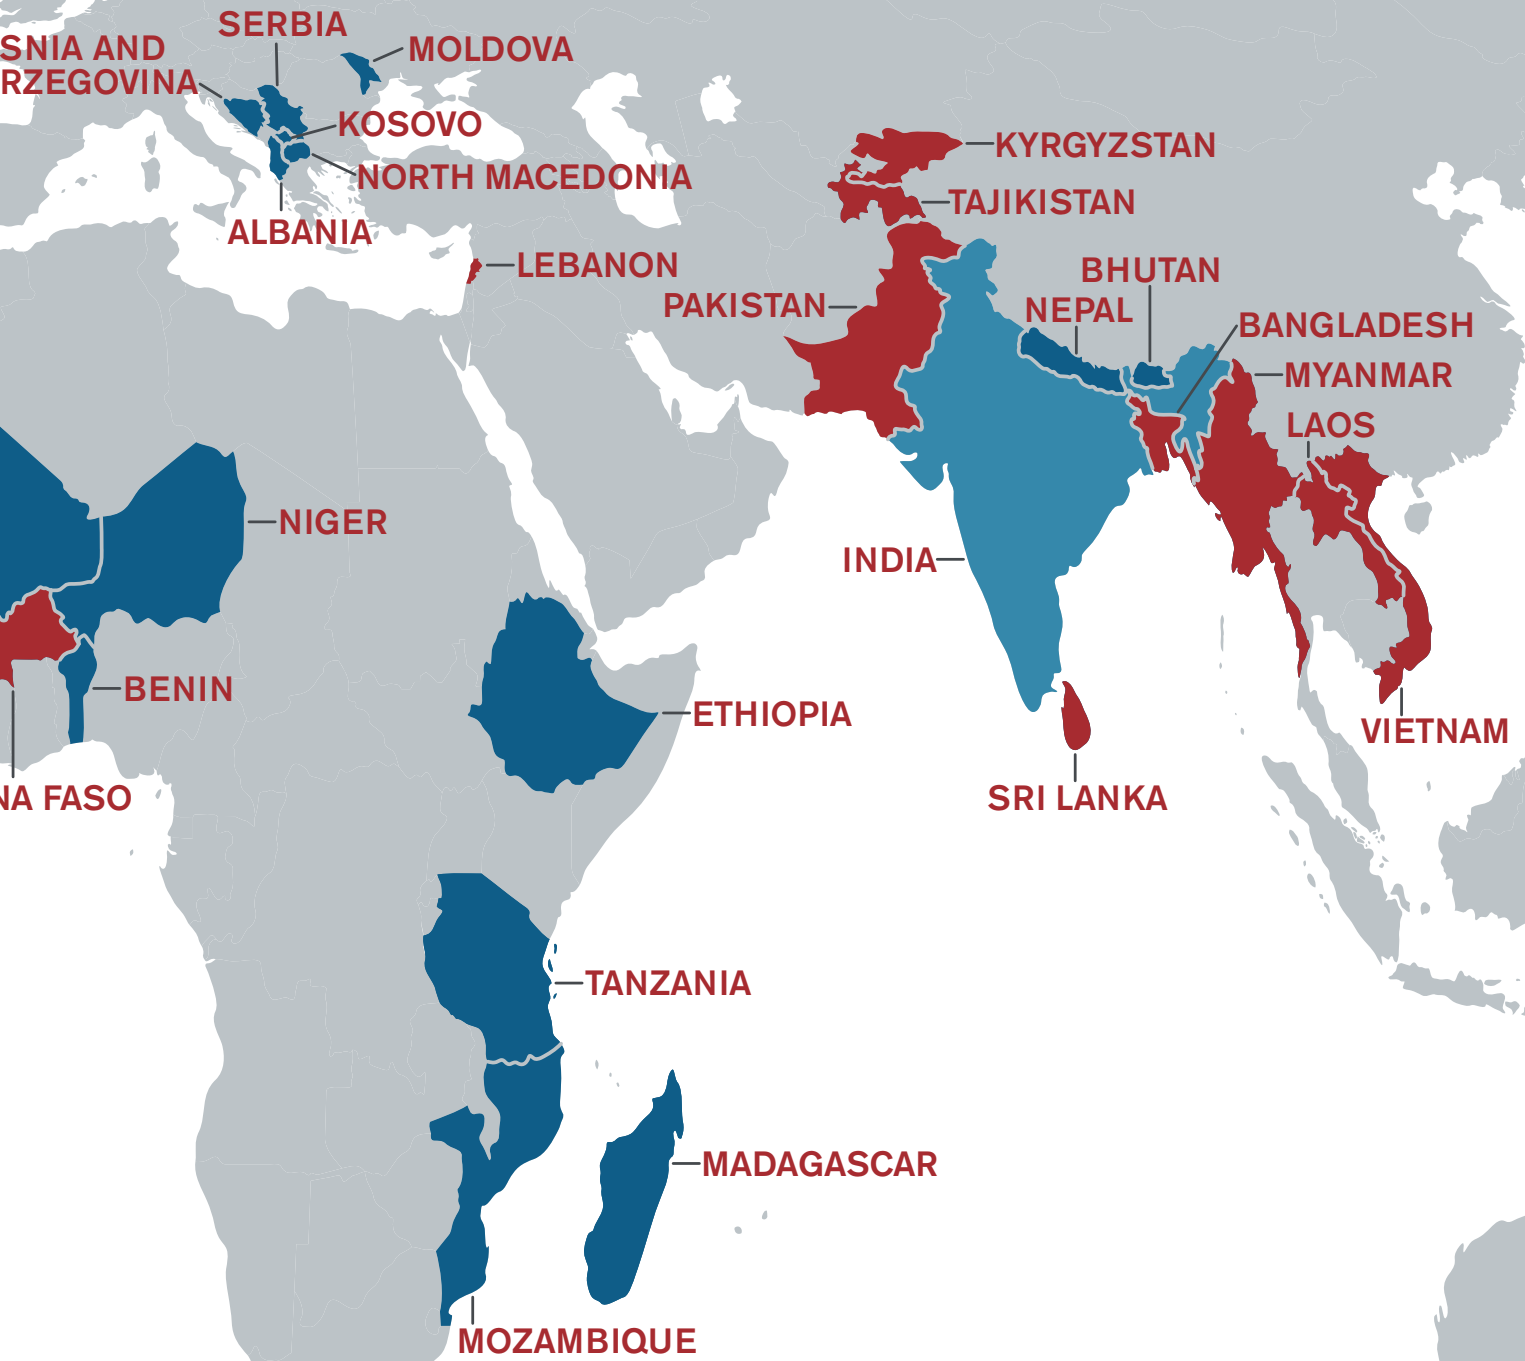 SERBIA
SNIA AND
RZEGOVINA
MOLDOVA
KOSOVO
NORTH MACEDONIA
ALBANIA
LEBANON
KYRGYZSTAN
TAJIKISTAN
PAKISTAN
BHUTAN
NEPAL
BANGLADESH
MYANMAR
LAOS
NIGER
INDIA
BENIN
ETHIOPIA
VIETNAM
NA FASO
SRI LANKA
TANZANIA
MADAGASCAR
MOZAMBIQUE